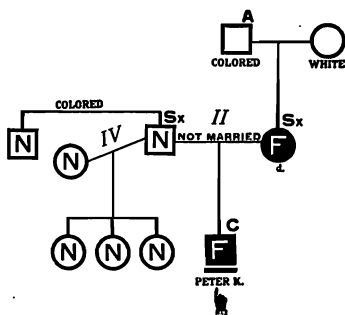 A
COLORED WHITE
COLORED Sx II Sx
N IV N NOT MARRIED F
N d.
C
N N N F
PETER K.